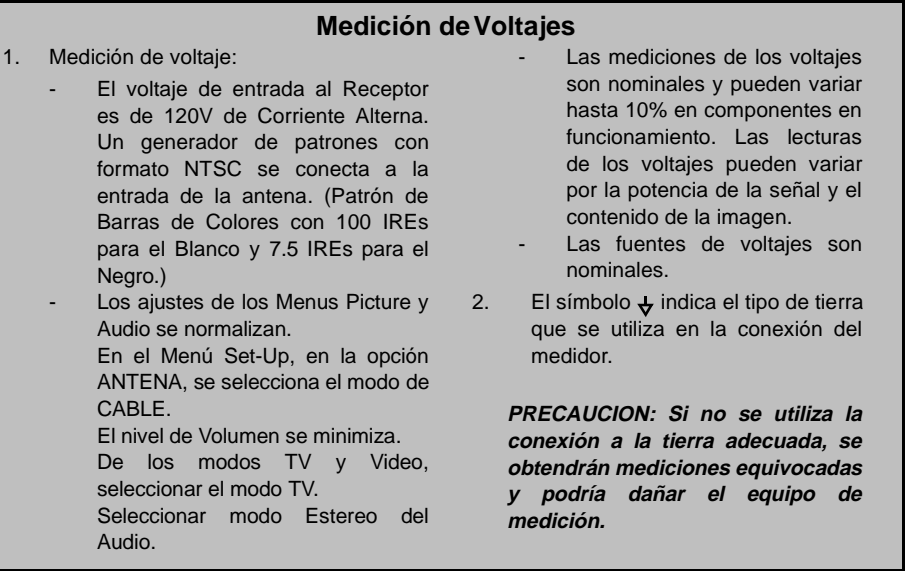 Medición de Voltajes
1. Medición de voltaje:
- El voltaje de entrada al Receptor
es de 120V de Corriente Alterna.
Un generador de patrones con
formato NTSC se conecta a la
entrada de la antena. (Patrón de
Barras de Colores con 100 IREs
para el Blanco y 7.5 IREs para el
Negro.)
- Los ajustes de los Menus Picture y
Audio se normalizan.
En el Menú Set-Up, en la opción
ANTENA, se selecciona el modo de
CABLE.
El nivel de Volumen se minimiza.
De los modos TV y Video,
seleccionar el modo TV.
Seleccionar modo Estereo del
Audio.
- Las mediciones de los voltajes
son nominales y pueden variar
hasta 10% en componentes en
funcionamiento. Las lecturas
de los voltajes pueden variar
por la potencia de la señal y el
contenido de la imagen.
- Las fuentes de voltajes son
nominales.
2. El símbolo indica el tipo de tierra
que se utiliza en la conexión del
medidor.
PRECAUCION: Si no se utiliza la
conexión a la tierra adecuada, se
obtendrán mediciones equivocadas
y podría dañar el equipo de
medición.